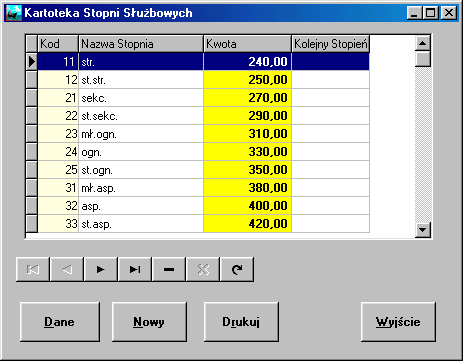 Kartoteka Stopni Służbowych
Kod Nazwa Stopnia Kwota Kolejny Stopień
11 str. 240,00
12 st.str. 250,00
21 sekc. 270,00
22 st.sekc. 290,00
23 mł.ogn. 310,00
24 ogn. 330,00
25 st.ogn. 350,00
31 mł.asp. 380,00
32 asp. 400,00
33 st.asp. 420,00
Dane Nowy Drukuj Wyjście